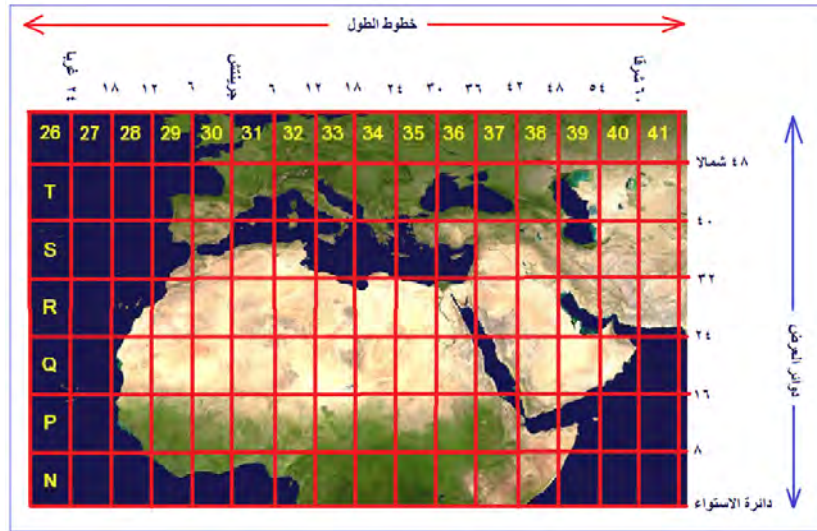 خطوط الطول
٢٤ غربا ١٨ ١٢ ٦ جرينتش ٦ ١٢ ١٨ ٢٤ ٣٠ ٣٦ ٤٢ ٤٨ ٥٤ ٦٠ شرقا
26 27 28 29 30 31 32 33 34 35 36 37 38 39 40 41
٤٨ شمالا
T
٤٠
S
٣٢
R
٢٤
دوائر العرض
Q
١٦
P
٨
N
دائرة الاستواء